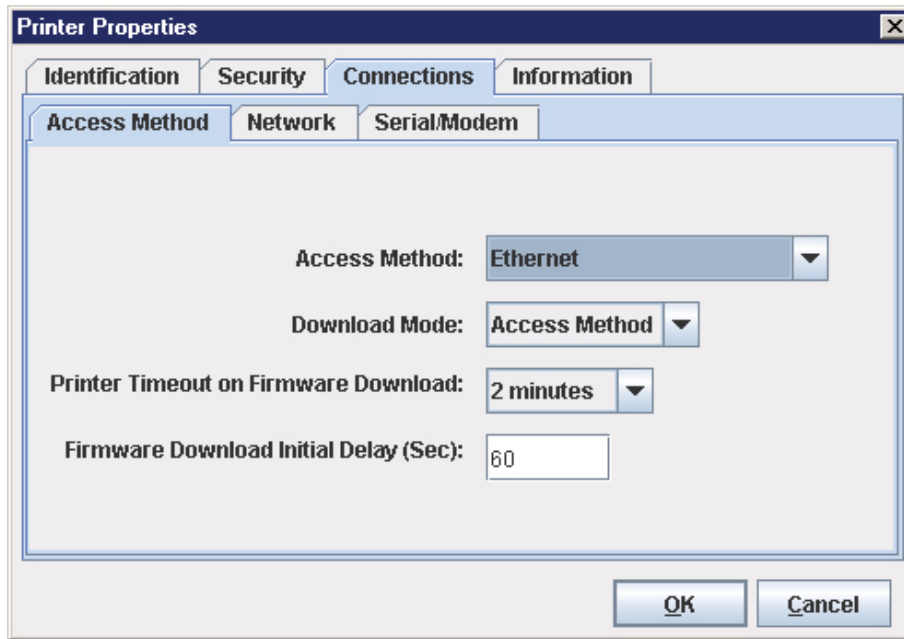 Printer Properties
Identification Security Connections Information
Access Method Network Serial/Modem
Access Method: Ethernet
Download Mode: Access Method
Printer Timeout on Firmware Download: 2 minutes
Firmware Download Initial Delay (Sec): 60
OK Cancel